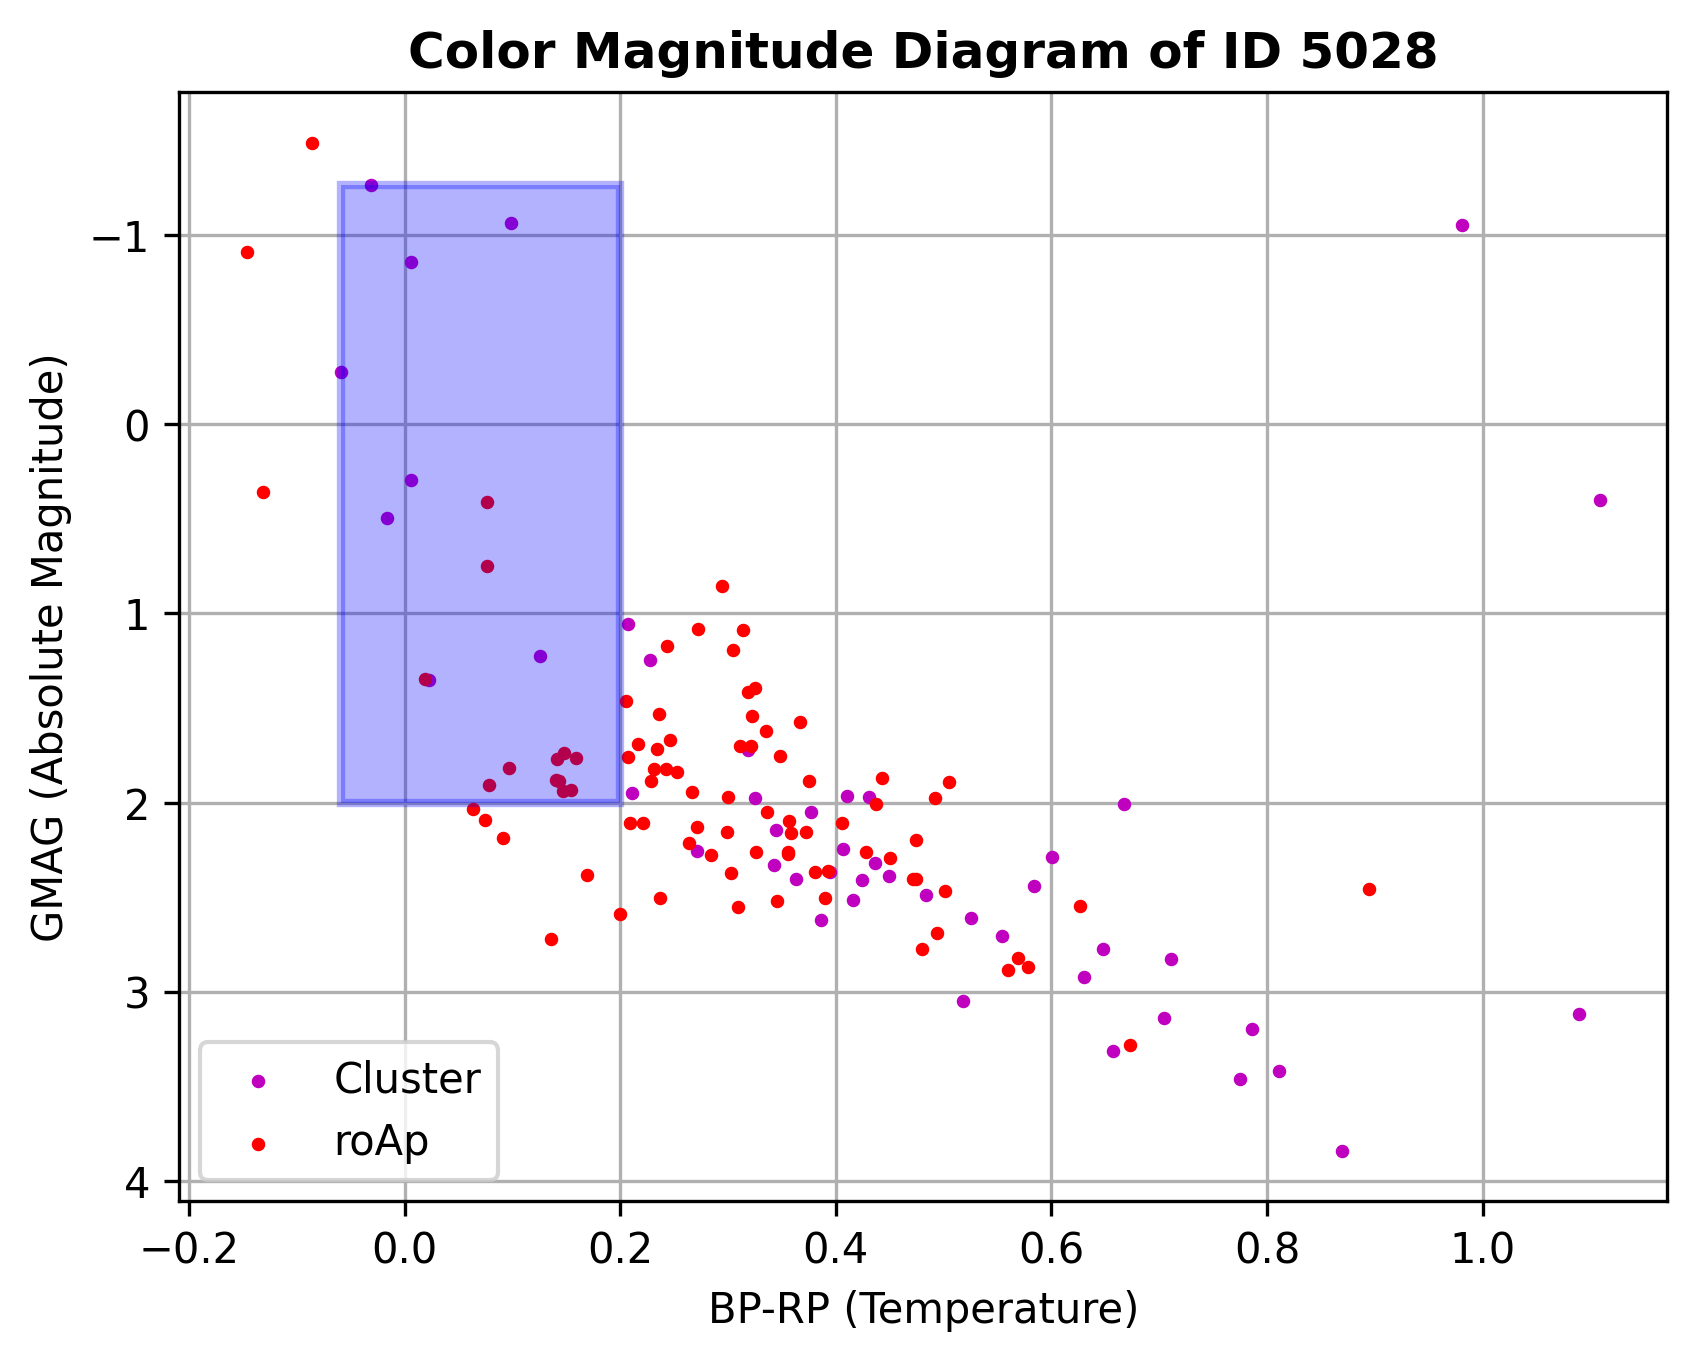 Color Magnitude Diagram of ID 5028
GMAG (Absolute Magnitude)
−1
0
1
2
3
4
Cluster
roAp
−0.2 0.0 0.2 0.4 0.6 0.8 1.0
BP-RP (Temperature)